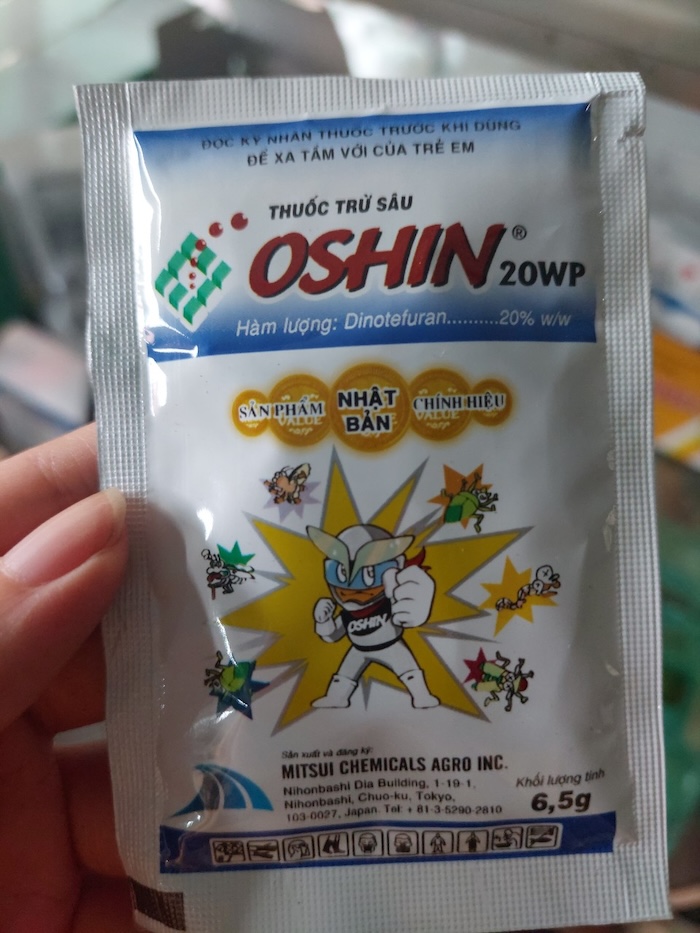 ĐỌC KỸ NHÃN THUỐC TRƯỚC KHI DÙNG
ĐỂ XA TẦM VỚI CỦA TRẺ EM
THUỐC TRỪ SÂU
OSHIN® 20WP
Hàm lượng: Dinotefuran..........20% w/w
SẢN PHẨM NHẬT BẢN CHÍNH HIỆU
VALUE VALUE
OSHIN
Sản xuất và đăng ký:
MITSUI CHEMICALS AGRO INC.
Nihonbashi Dia Building, 1-19-1,
Nihonbashi, Chuo-ku, Tokyo,
103-0027, Japan. Tel: + 81-3-5290-2810
Khối lượng tịnh
6,5g